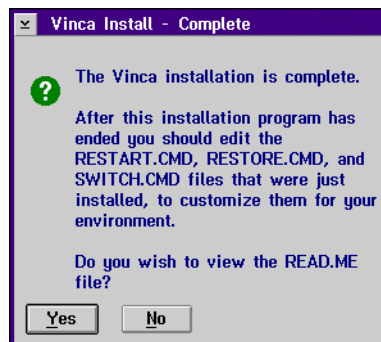 Vinca Install - Complete
The Vinca installation is complete.
After this installation program has
ended you should edit the
RESTART.CMD, RESTORE.CMD, and
SWITCH.CMD files that were just
installed, to customize them for your
environment.
Do you wish to view the READ.ME
file?
Yes No